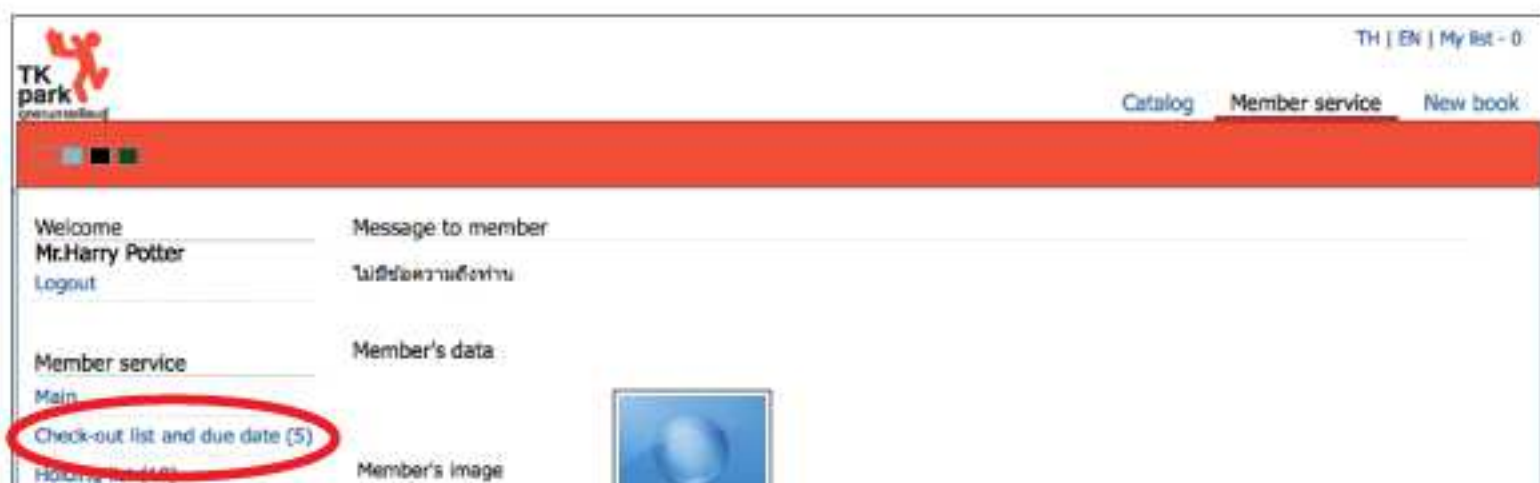 TK
park
TH | EN | My list - 0
Catalog Member service New book
Welcome
Mr.Harry Potter
Logout
Message to member
ไม่มีข้อความถึงท่าน
Member service
Main
Check-out list and due date (5)
Holding list
Member's data
Member's image